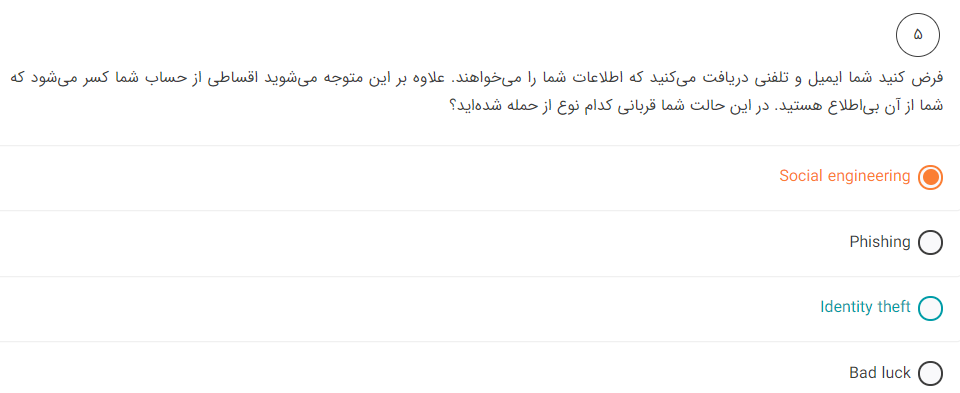 ۵
فرض کنید شما ایمیل و تلفنی دریافت می‌کنید که اطلاعات شما را می‌خواهند. علاوه بر این متوجه می‌شوید اقساطی از حساب شما کسر می‌شود که
شما از آن بی‌اطلاع هستید. در این حالت شما قربانی کدام نوع از حمله شده‌اید؟
Social engineering
Phishing
Identity theft
Bad luck